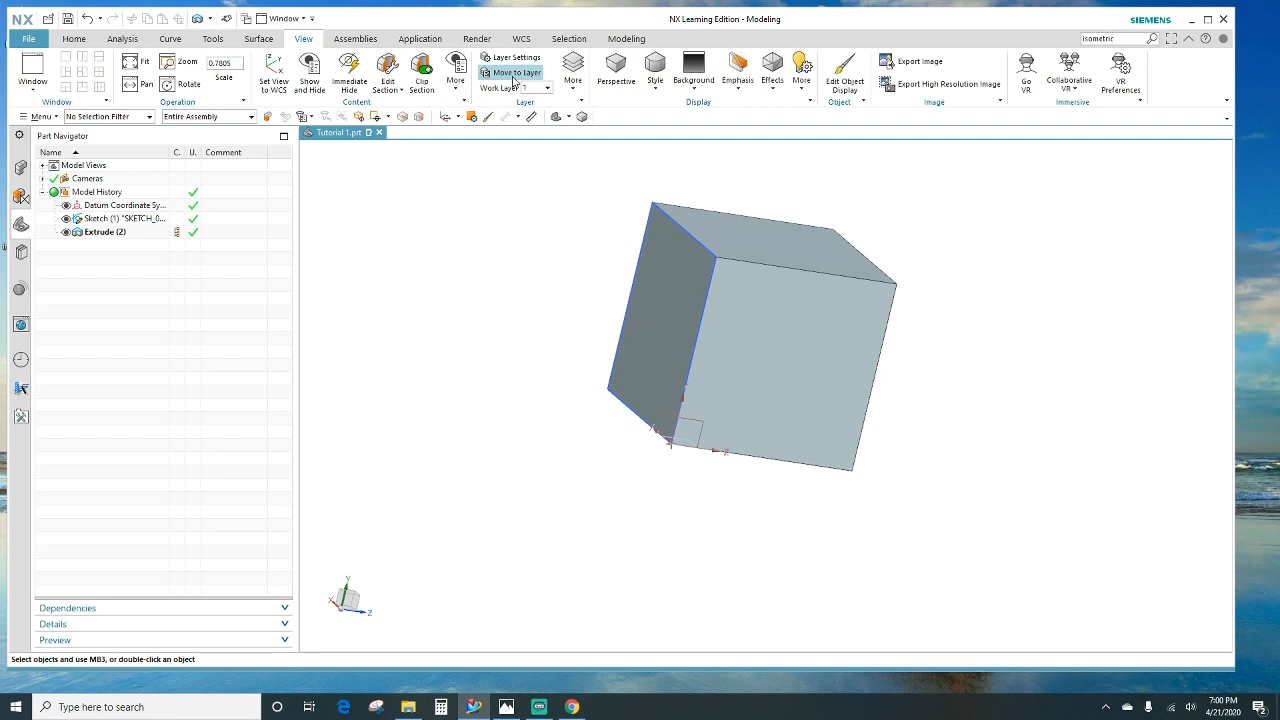 NX
Window
NX Learning Edition - Modeling
SIEMENS
File Home Analysis Curve Tools Surface View Assemblies Application Render WCS Selection Modeling
Isometric
Window
Fit Zoom 0.7805
Pan Rotate
Scale
Set View to WCS
Show and Hide
Immediate Hide
Edit Section
Clip Section
More
Layer Settings
Move to Layer
Work Layer 1
More
Perspective
Style
Background
Emphasis
Effects
More
Edit Object Display
Export Image
Export High Resolution Image
Go VR
Collaborative VR
VR Preferences
Window Operation Content Layer Display Object Image Immersive
Menu No Selection Filter Entire Assembly
Part Navigator
Tutorial 1.prt
Name C. U. Comment
Model Views
Cameras
Model History
Datum Coordinate Sy...
Sketch (1) "SKETCH_0...
Extrude (2)
Z
Y
X
Z
Dependencies
Details
Preview
Select objects and use MB3, or double-click an object
Type here to search
7:00 PM
4/21/2020
2